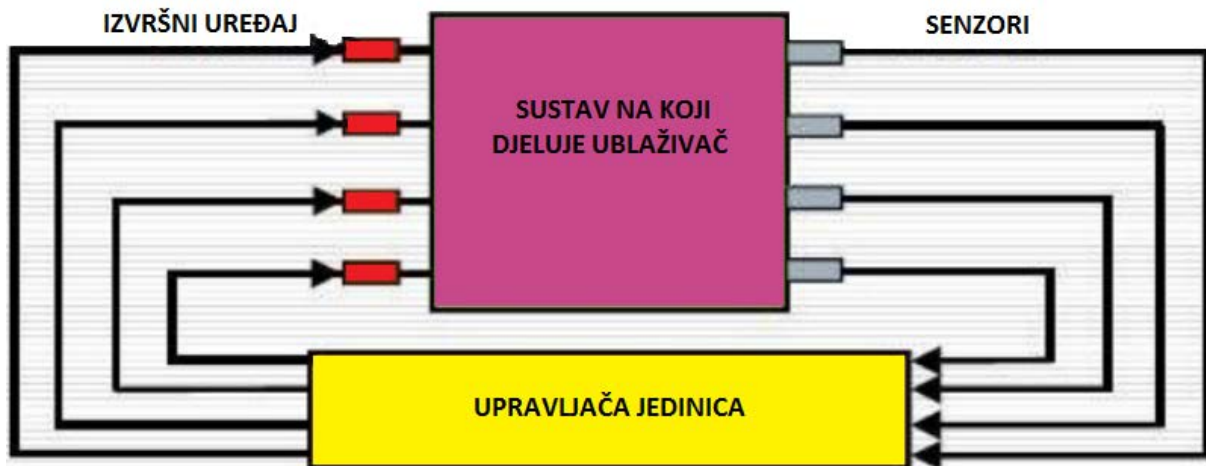 IZVRŠNI UREĐAJ
SENZORI
SUSTAV NA KOJI
DJELUJE UBLAŽIVAČ
UPRAVLJAČA JEDINICA